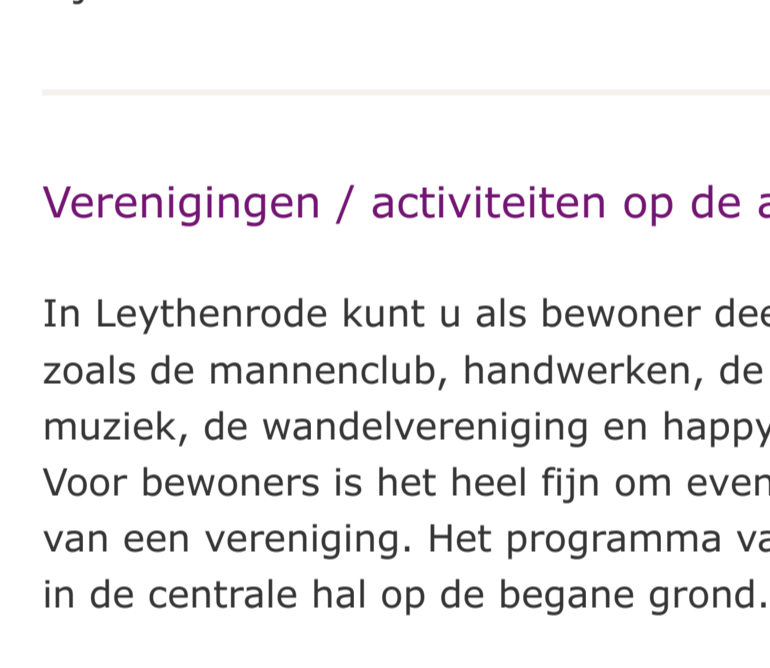 Verenigingen / activiteiten op de
In Leythenrode kunt u als bewoner
zoals de mannenclub, handwerken, de
muziek, de wandelvereniging en happy
Voor bewoners is het heel fijn om even
van een vereniging. Het programma
in de centrale hal op de begane grond.